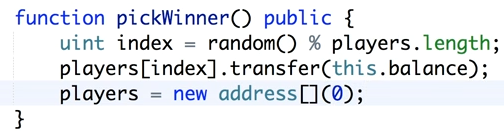 function pickWinner() public {
    uint index = random() % players.length;
    players[index].transfer(this.balance);
    players = new address[](0);
}